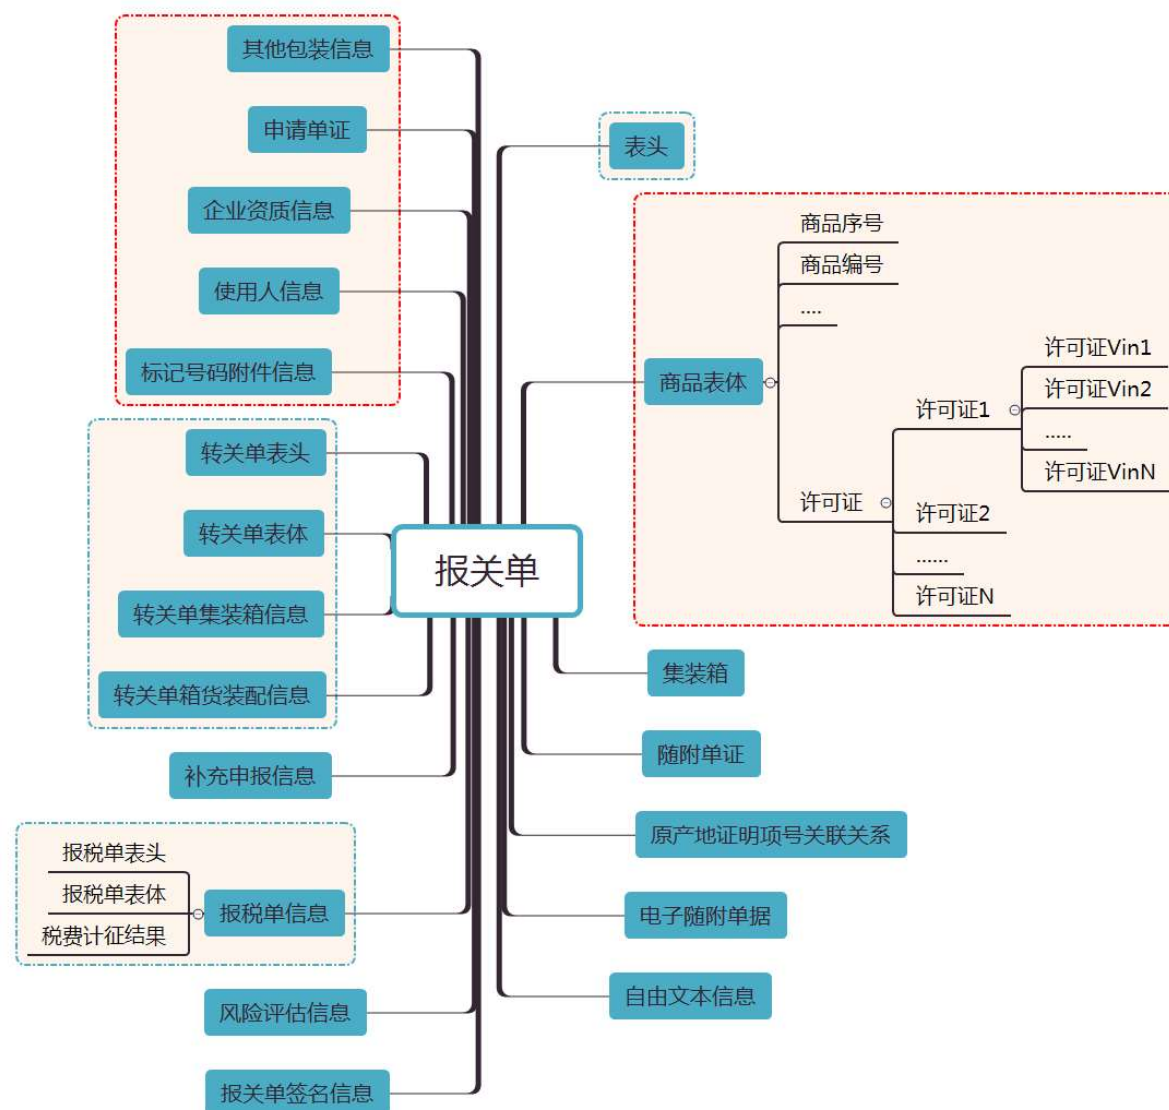 其他包装信息
申请单证
企业资质信息
使用人信息
标记号码附件信息
转关单表头
转关单表体
转关单集装箱信息
转关单箱货装配信息
补充申报信息
报税单表头
报税单表体
税费计征结果
报税单信息
风险评估信息
报关单签名信息
报关单
表头
商品序号
商品编号
....
商品表体
许可证
许可证1
许可证Vin1
许可证Vin2
.....
许可证VinN
许可证2
......
许可证N
集装箱
随附单证
原产地证明项号关联关系
电子随附单据
自由文本信息